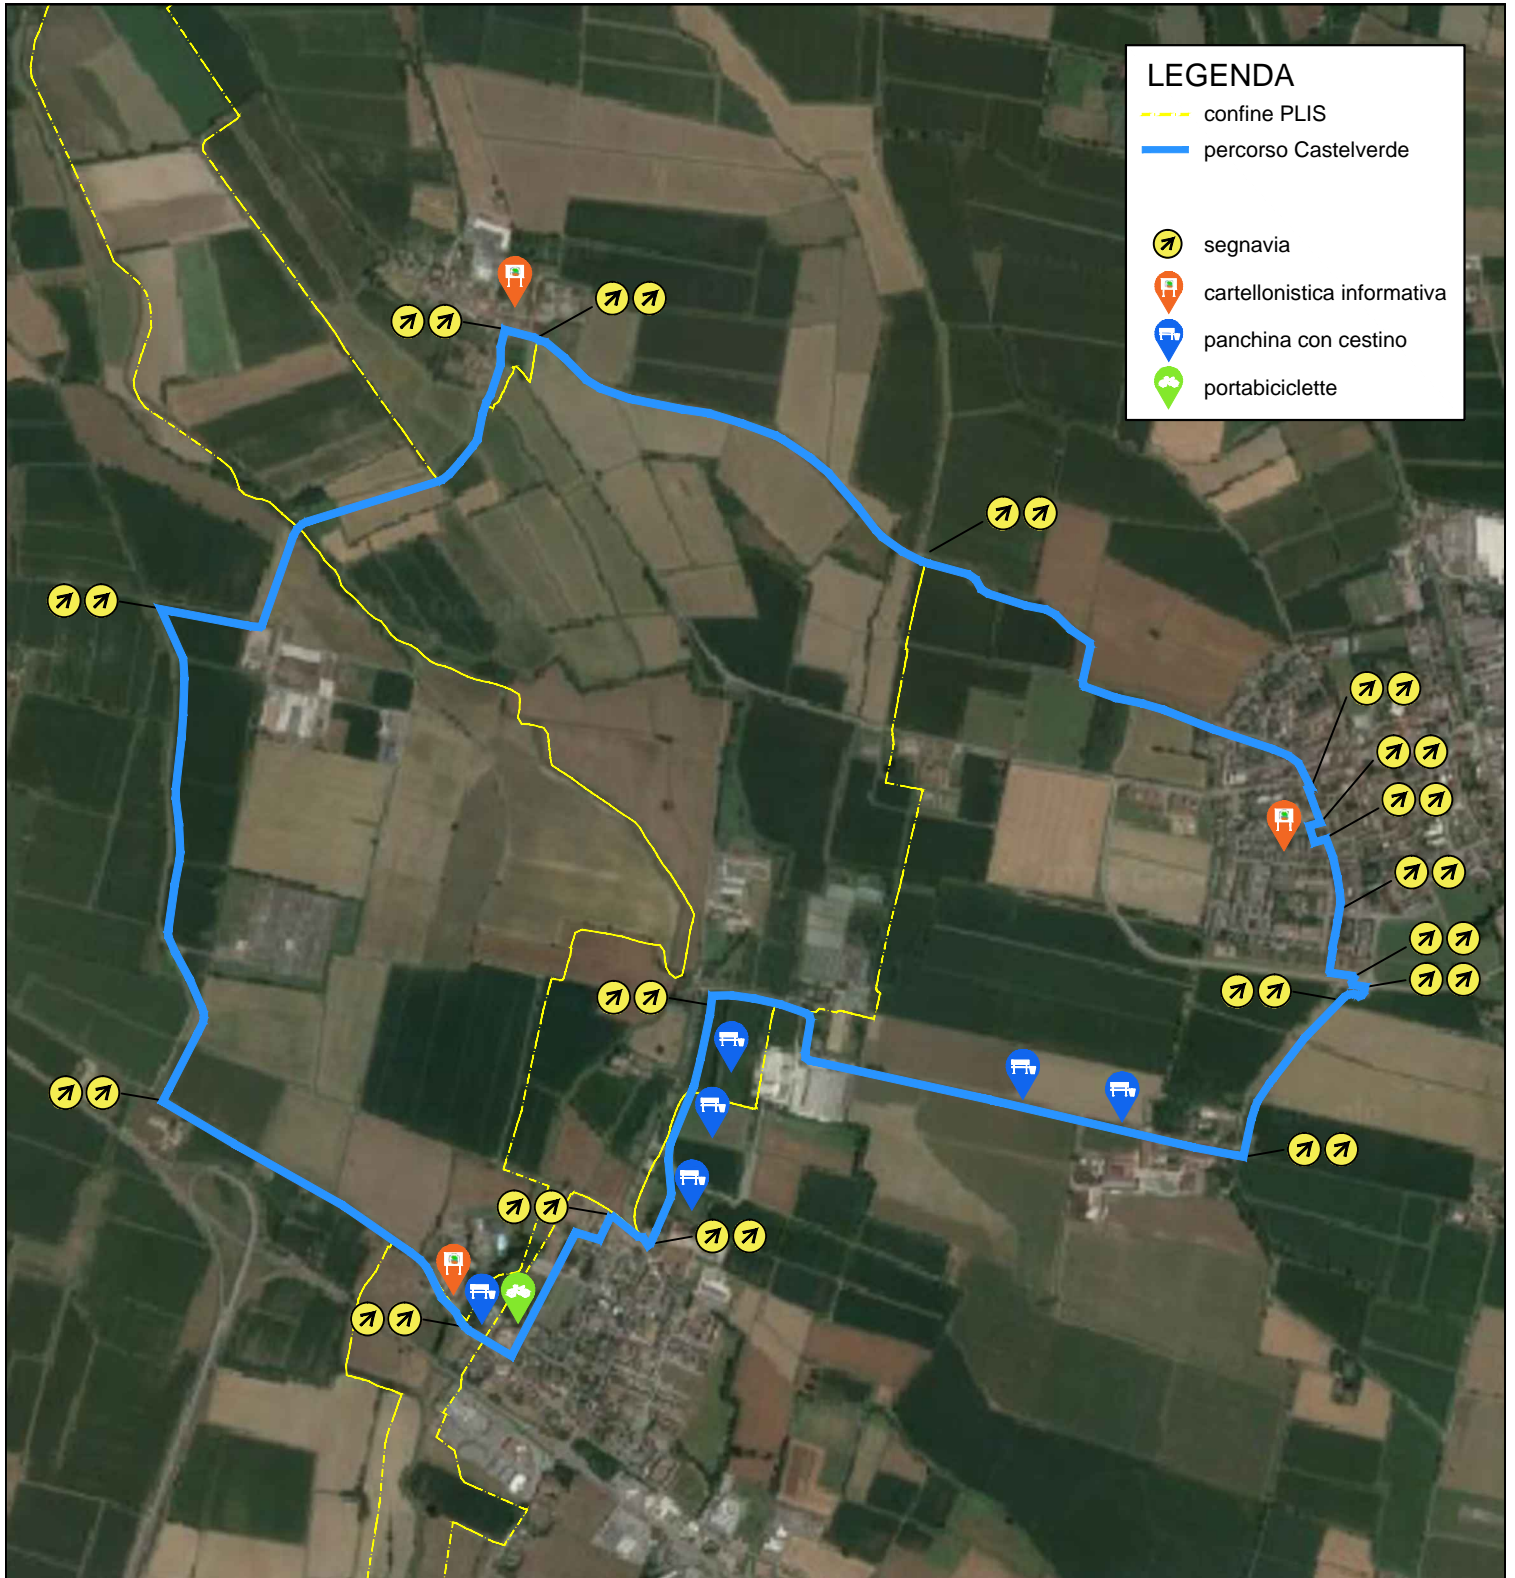 LEGENDA
confine PLIS
percorso Castelverde
segnavia
cartellonistica informativa
panchina con cestino
portabiciclette